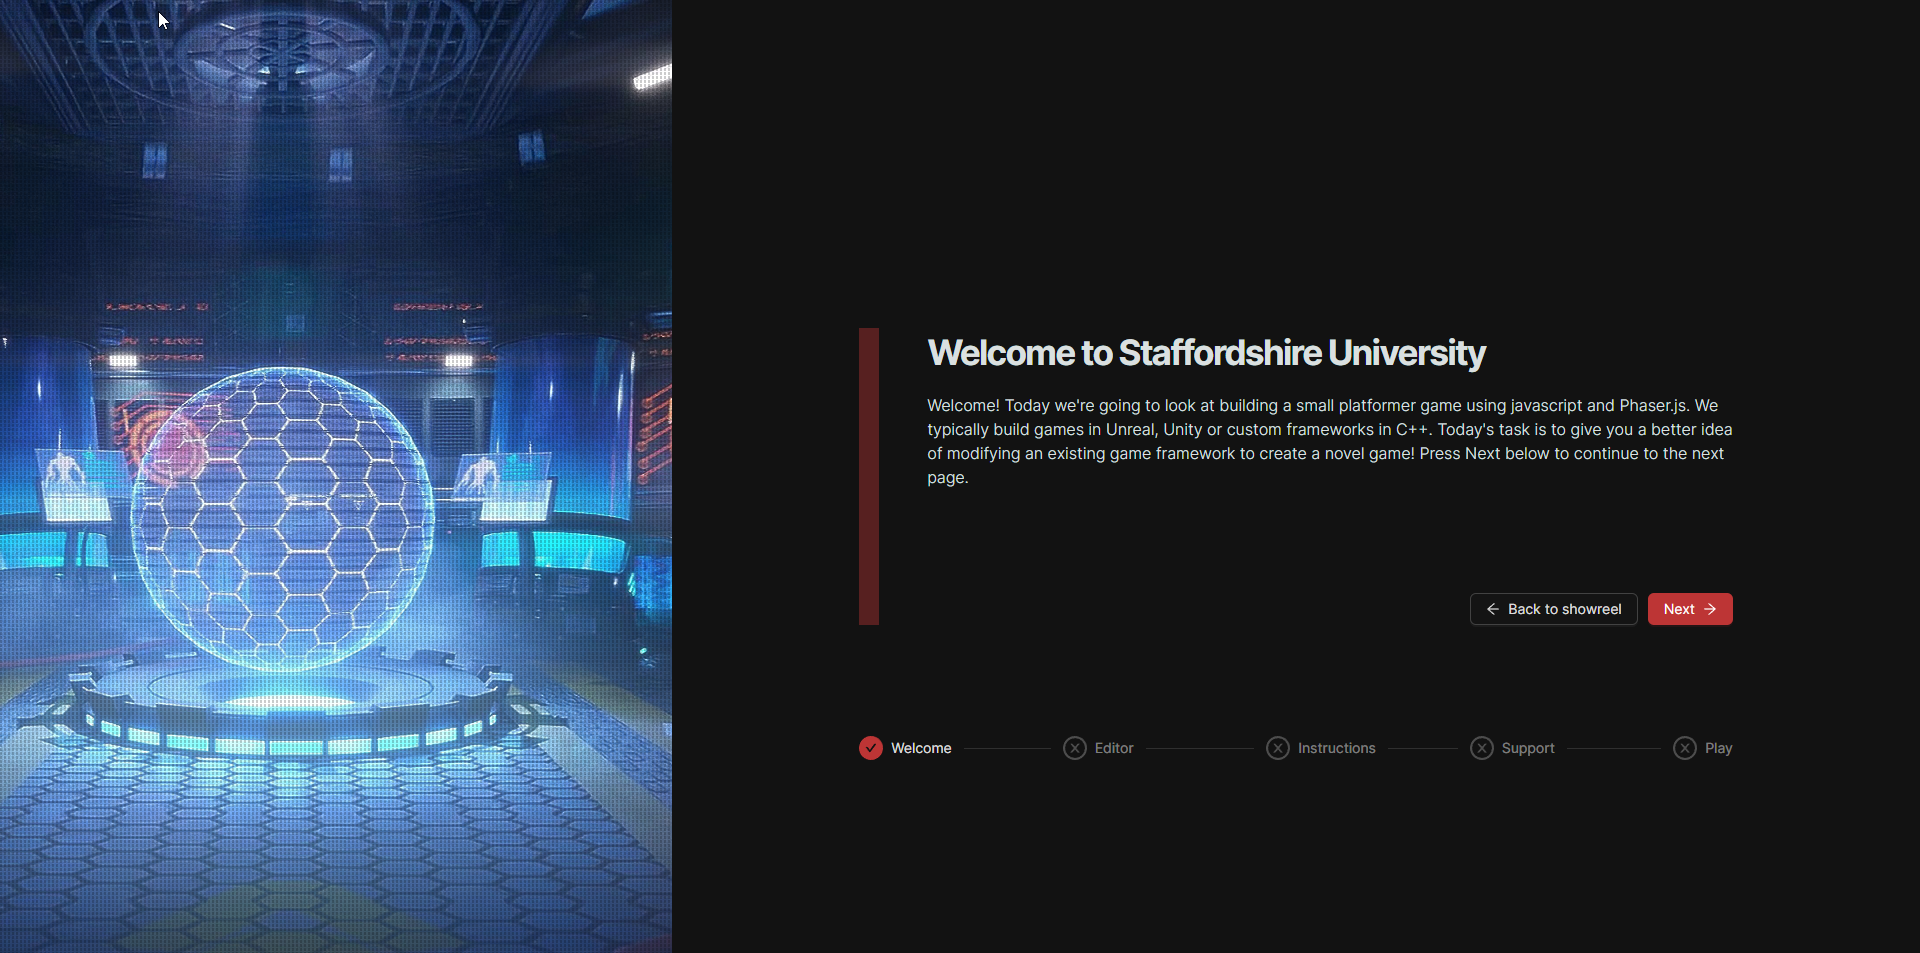 Welcome to Staffordshire University
Welcome! Today we're going to look at building a small platformer game using javascript and Phaser.js. We
typically build games in Unreal, Unity or custom frameworks in C++. Today's task is to give you a better idea
of modifying an existing game framework to create a novel game! Press Next below to continue to the next
page.
Back to showreel
Next
Welcome
Editor
Instructions
Support
Play